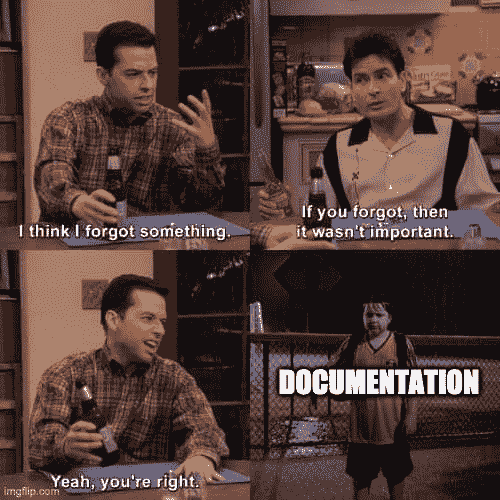 I think I forgot something.
If you forgot, then
it wasn't important.
Yeah, you're right.
DOCUMENTATION
imgflip.com